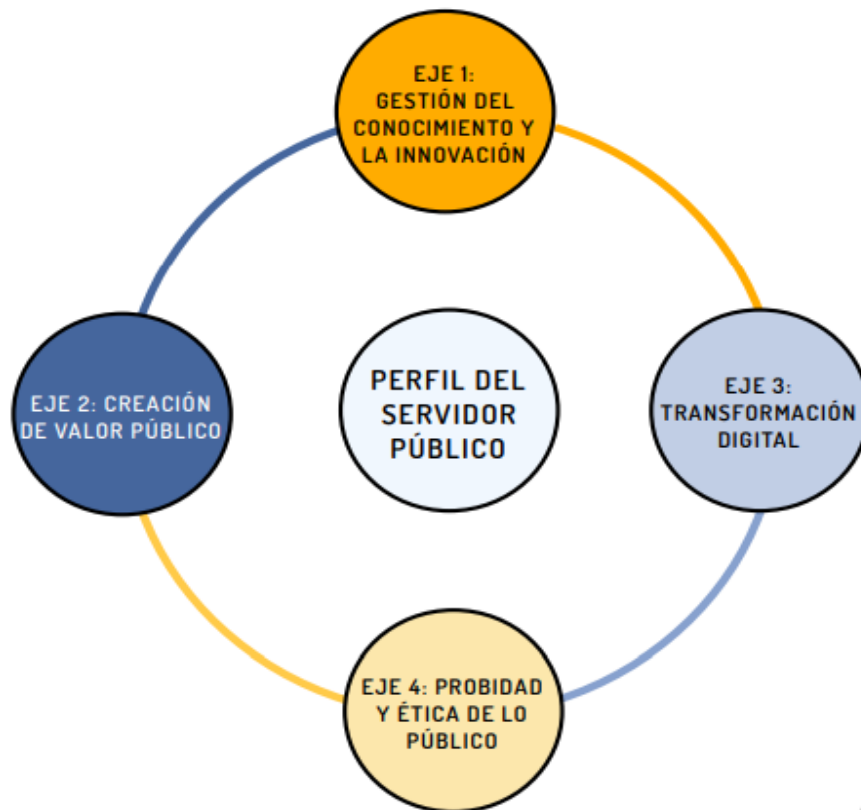 EJE 1:
GESTIÓN DEL
CONOCIMIENTO Y
LA INNOVACIÓN
EJE 2: CREACIÓN
DE VALOR PÚBLICO
PERFIL DEL
SERVIDOR
PÚBLICO
EJE 3:
TRANSFORMACIÓN
DIGITAL
EJE 4: PROBIDAD
Y ÉTICA DE LO
PÚBLICO